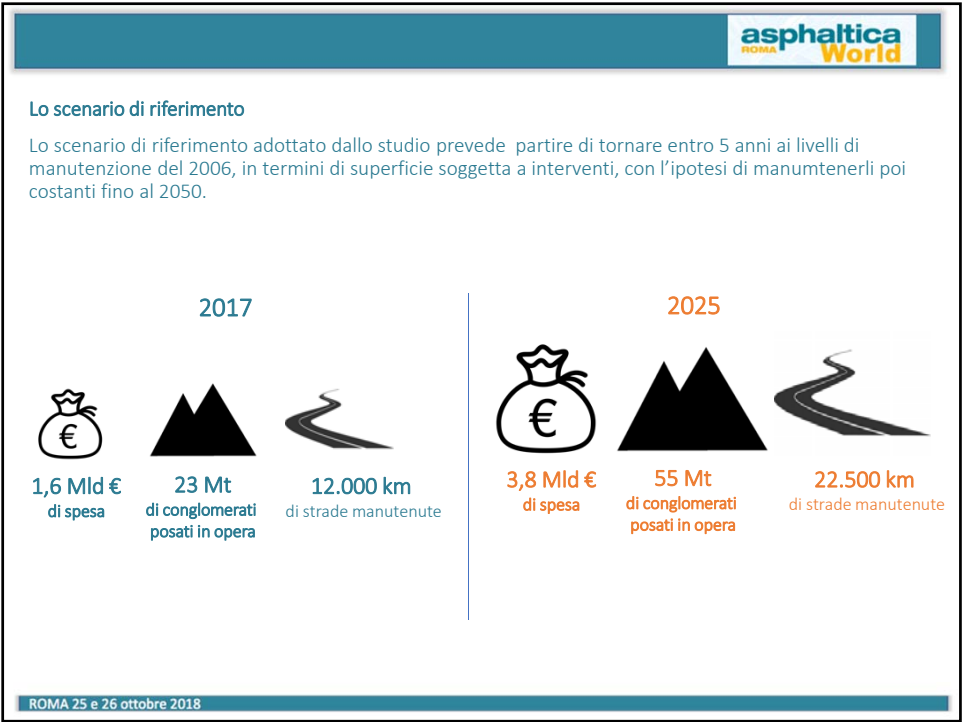 asphaltica
ROMA World
Lo scenario di riferimento
Lo scenario di riferimento adottato dallo studio prevede  partire di tornare entro 5 anni ai livelli di
manutenzione del 2006, in termini di superficie soggetta a interventi, con l’ipotesi di manumtenerli poi
costanti fino al 2050.
2017
€
1,6 Mld €
di spesa
23 Mt
di conglomerati
posati in opera
12.000 km
di strade manutenute
2025
€
3,8 Mld €
di spesa
55 Mt
di conglomerati
posati in opera
22.500 km
di strade manutenute
ROMA 25 e 26 ottobre 2018